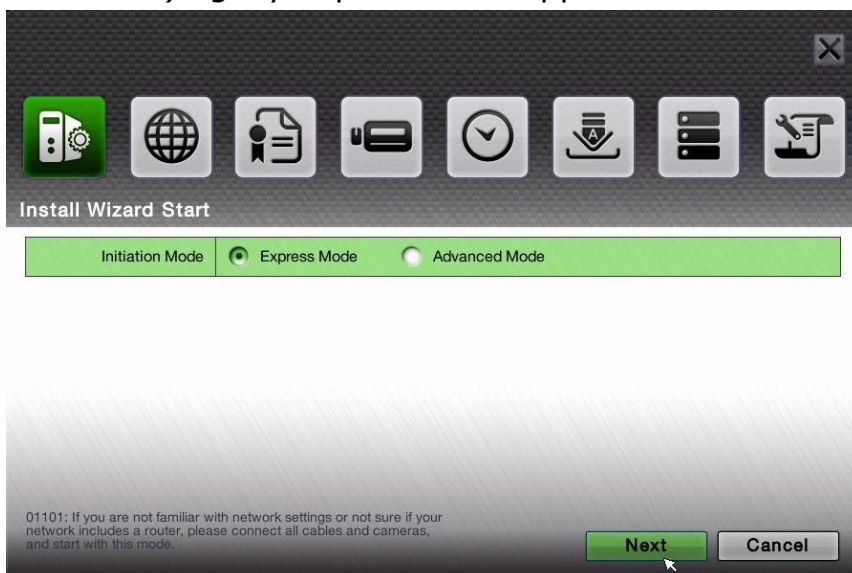 Install Wizard Start
Initiation Mode Express Mode Advanced Mode
01101: If you are not familiar with network settings or not sure if your
network includes a router, please connect all cables and cameras,
and start with this mode.
Next Cancel